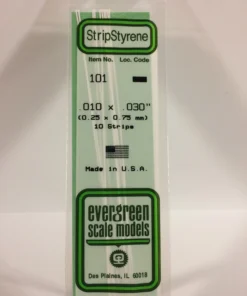 StripStyrene
Item No. Loc. Code
101
.010 x .030"
(0.25 x 0.75 mm)
10 Strips
Made in U.S.A.
evergreen
scale models
Des Plaines, IL 60018